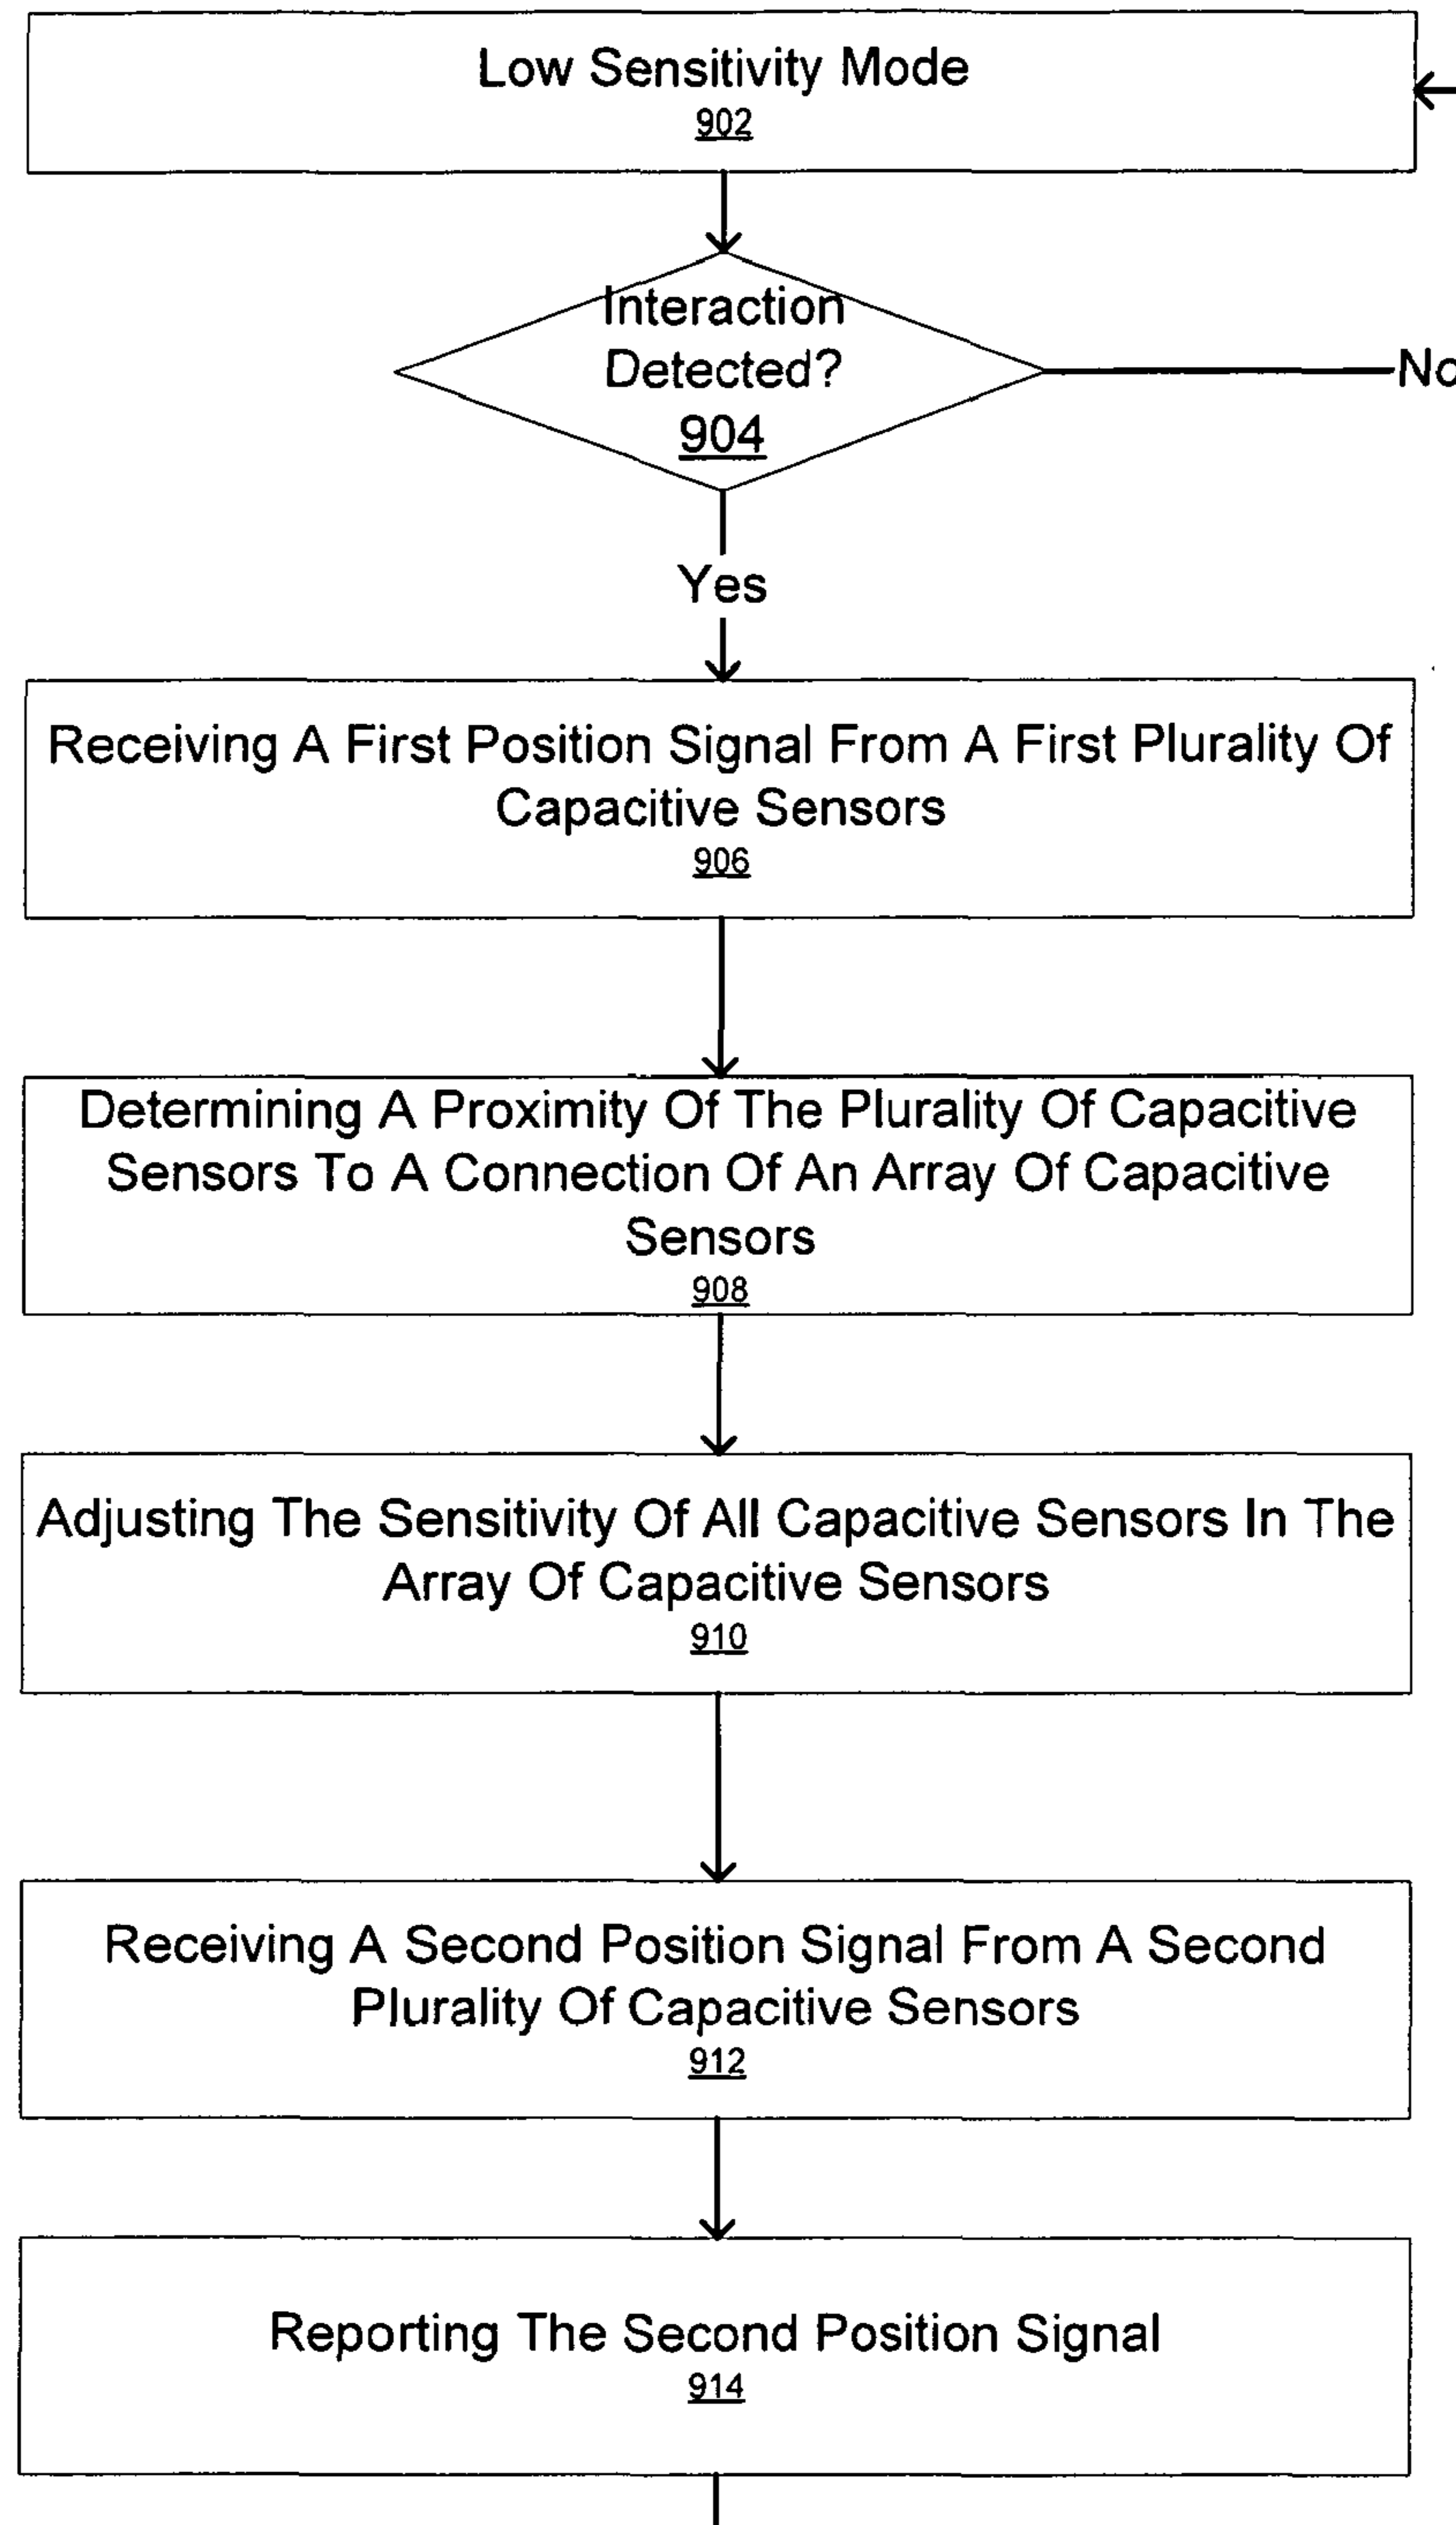 Low Sensitivity Mode
902
Interaction
Detected?
904
No
Yes
Receiving A First Position Signal From A First Plurality Of
Capacitive Sensors
906
Determining A Proximity Of The Plurality Of Capacitive
Sensors To A Connection Of An Array Of Capacitive
Sensors
908
Adjusting The Sensitivity Of All Capacitive Sensors In The
Array Of Capacitive Sensors
910
Receiving A Second Position Signal From A Second
Plurality Of Capacitive Sensors
912
Reporting The Second Position Signal
914